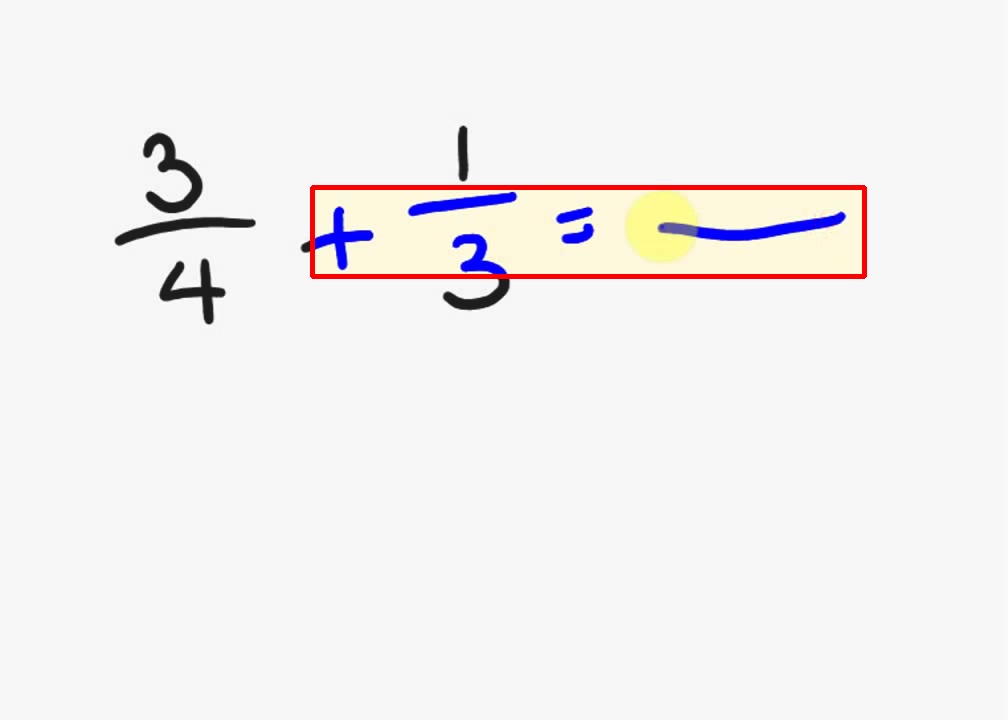 3/4 + 1/3 = —